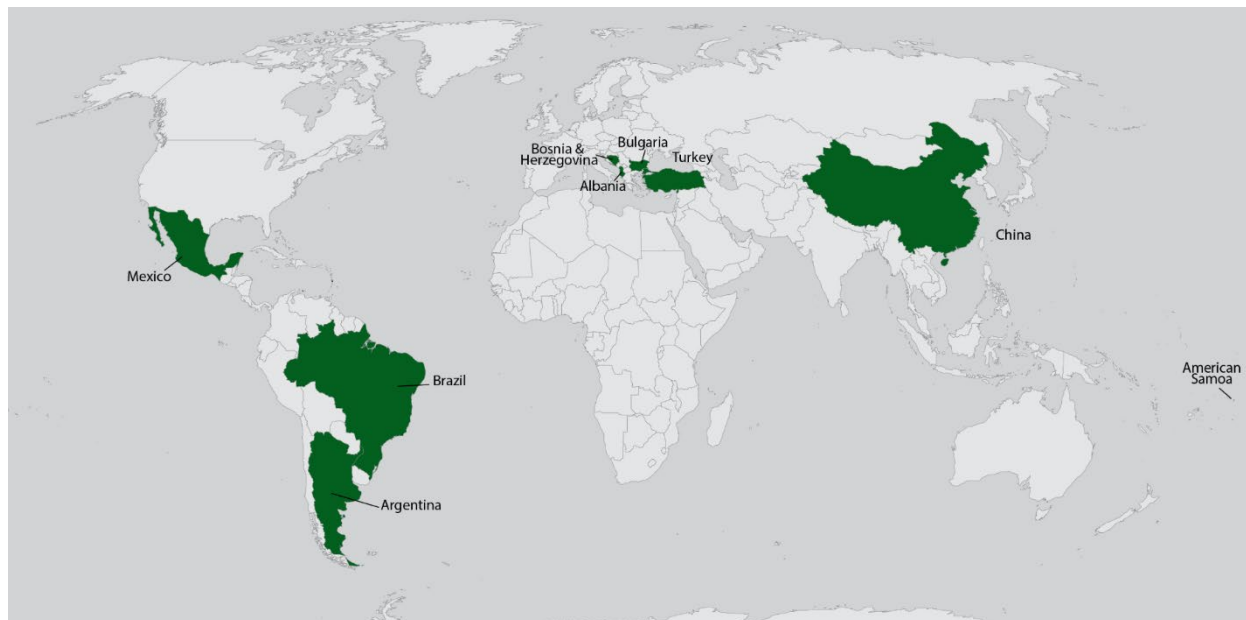 Bulgaria
Bosnia &
Herzegovina
Turkey
Albania
China
Mexico
American
Samoa
Brazil
Argentina